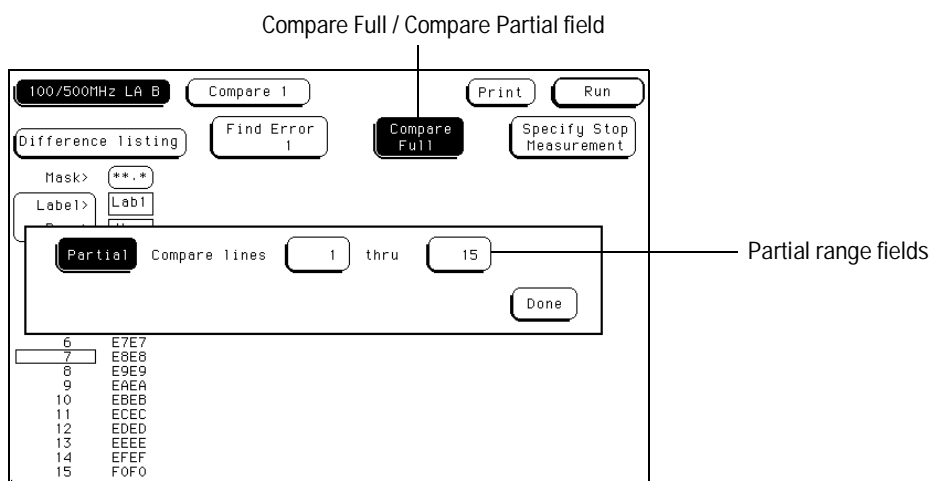 Compare Full / Compare Partial field
100/500MHz LA B Compare 1 Print Run
Difference listing Find Error 1 Compare Full Specify Stop Measurement
Mask> **.*
Label> Lab1
Partial Compare lines 1 thru 15
Partial range fields
Done
6 E7E7
7 E8E8
8 E9E9
9 EAEA
10 EBEB
11 ECEC
12 EDED
13 EEEE
14 EFEF
15 F0F0